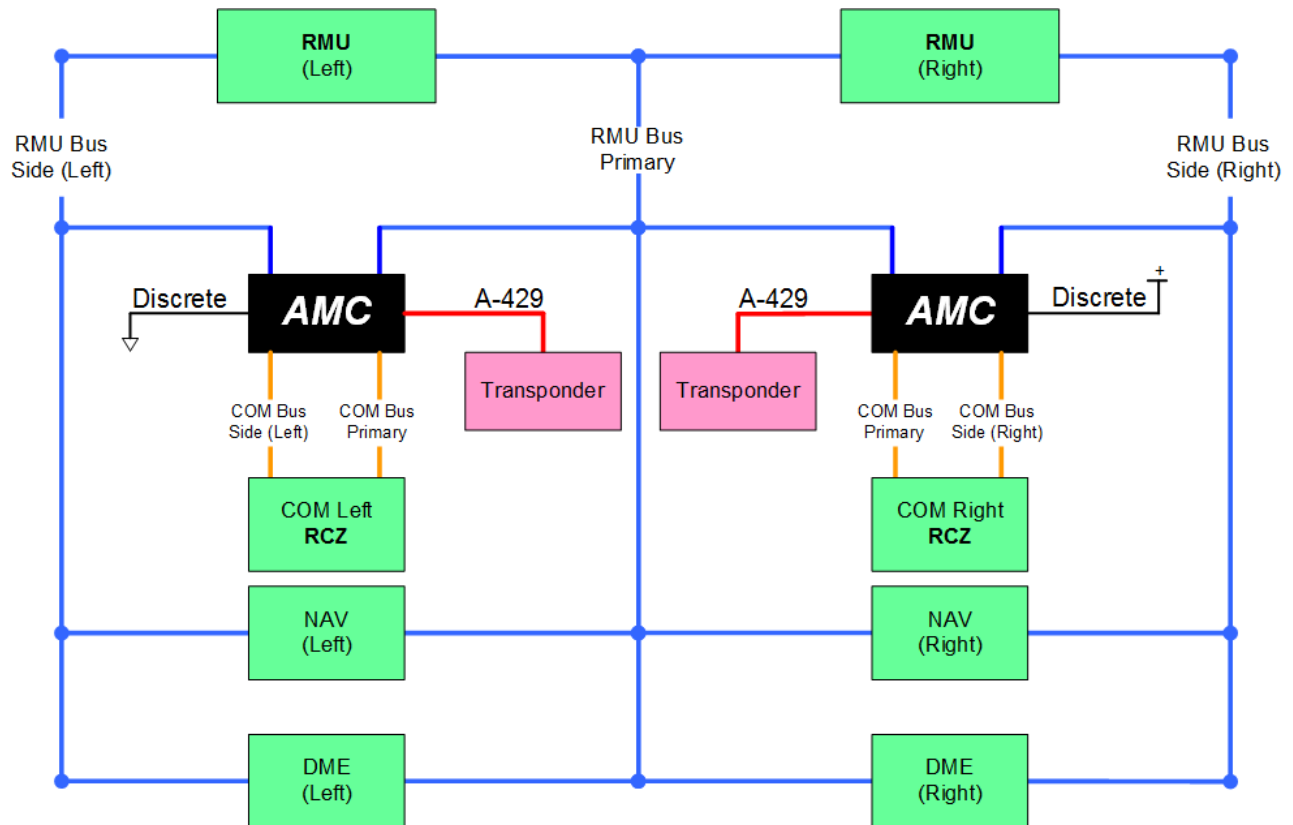 RMU
(Left)
RMU
(Right)
RMU Bus
Side (Left)
RMU Bus
Primary
RMU Bus
Side (Right)
Discrete
AMC
A-429
Transponder
A-429
Transponder
AMC
Discrete
+
COM Bus
Side (Left)
COM Bus
Primary
COM Bus
Primary
COM Bus
Side (Right)
COM Left
RCZ
COM Right
RCZ
NAV
(Left)
NAV
(Right)
DME
(Left)
DME
(Right)